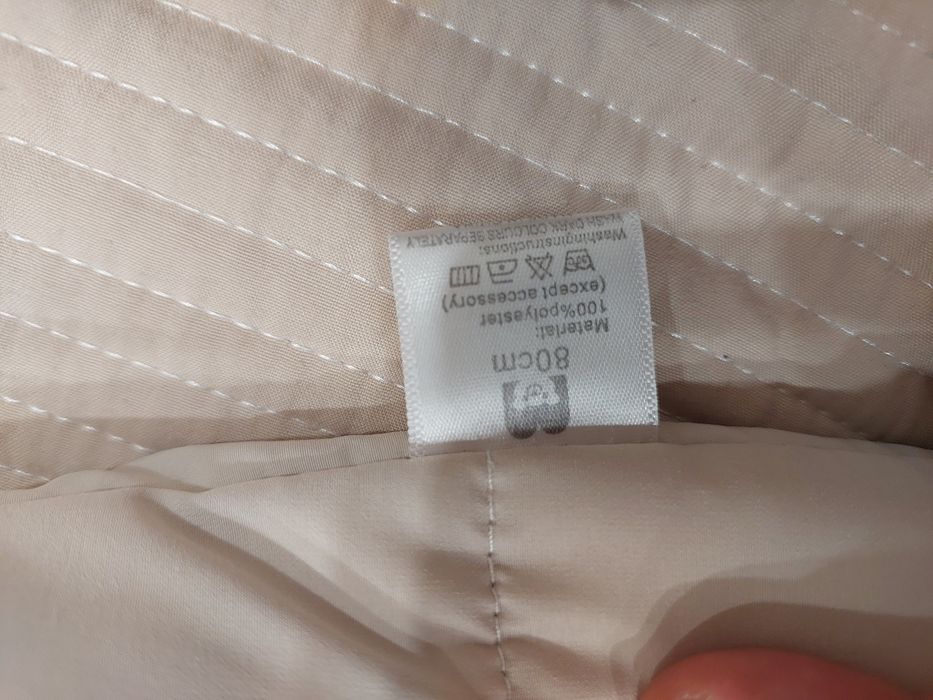 80cm
Material:
100%polyester
(except accessory)
Washinginstructions:
WASH DARK COLOURS SEPARATELY